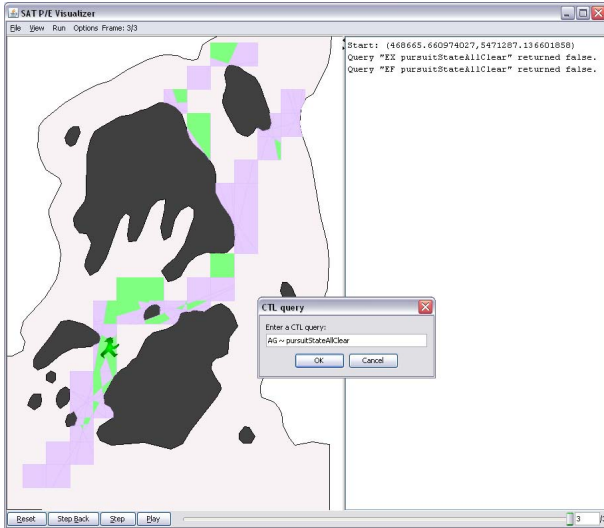 SAT P/E Visualizer
File View Run Options Frame: 3/3
Start: (468665.660974027,5471287.136601858)
Query "EX pursuitStateAllClear" returned false.
Query "EF pursuitStateAllClear" returned false.
CTL query
Enter a CTL query:
AG ~ pursuitStateAllClear
OK Cancel
Reset Step Back Step Play 3